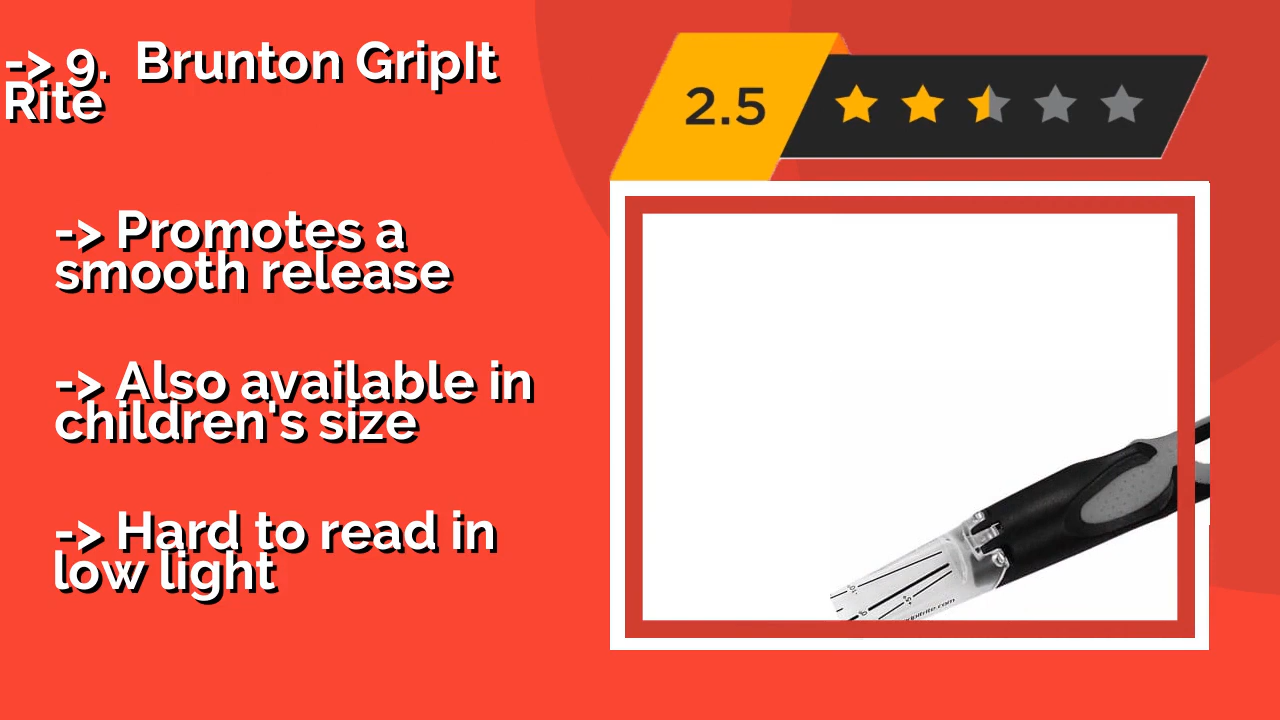 -> 9.  Brunton GripIt
Rite
2.5
-> Promotes a
smooth release
-> Also available in
children's size
-> Hard to read in
low light